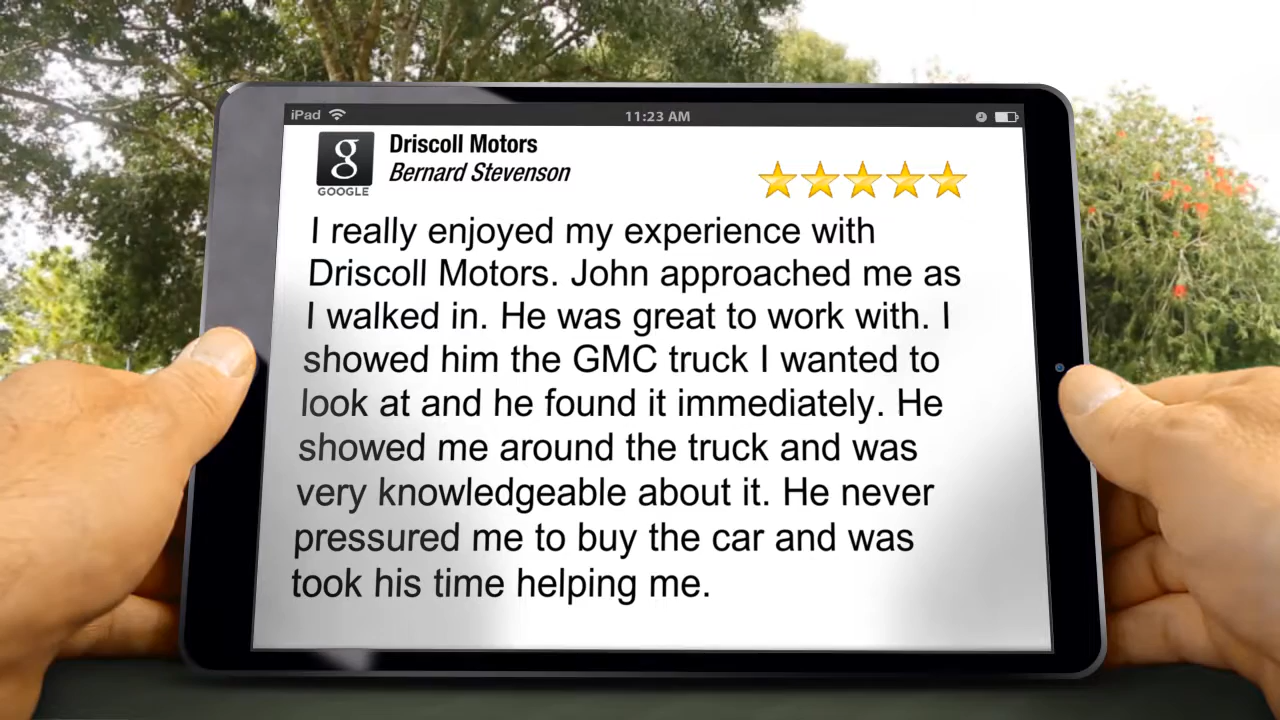 iPad 11:23 AM
g
GOOGLE
Driscoll Motors
Bernard Stevenson
I really enjoyed my experience with
Driscoll Motors. John approached me as
I walked in. He was great to work with. I
showed him the GMC truck I wanted to
look at and he found it immediately. He
showed me around the truck and was
very knowledgeable about it. He never
pressured me to buy the car and was
took his time helping me.